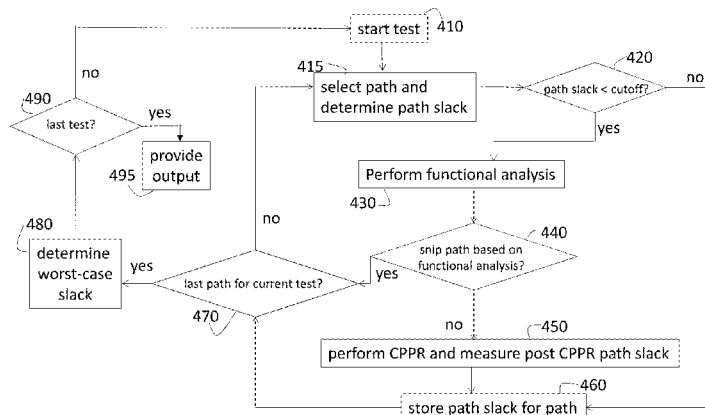 start test
410
no
415
select path and
determine path slack
420
path slack < cutoff?
no
yes
490
last test?
yes
provide
output
495
Perform functional analysis
430
no
440
snip path based on
functional analysis?
yes
480
determine
worst-case
slack
yes
last path for current test?
470
no
450
perform CPPR and measure post CPPR path slack
460
store path slack for path